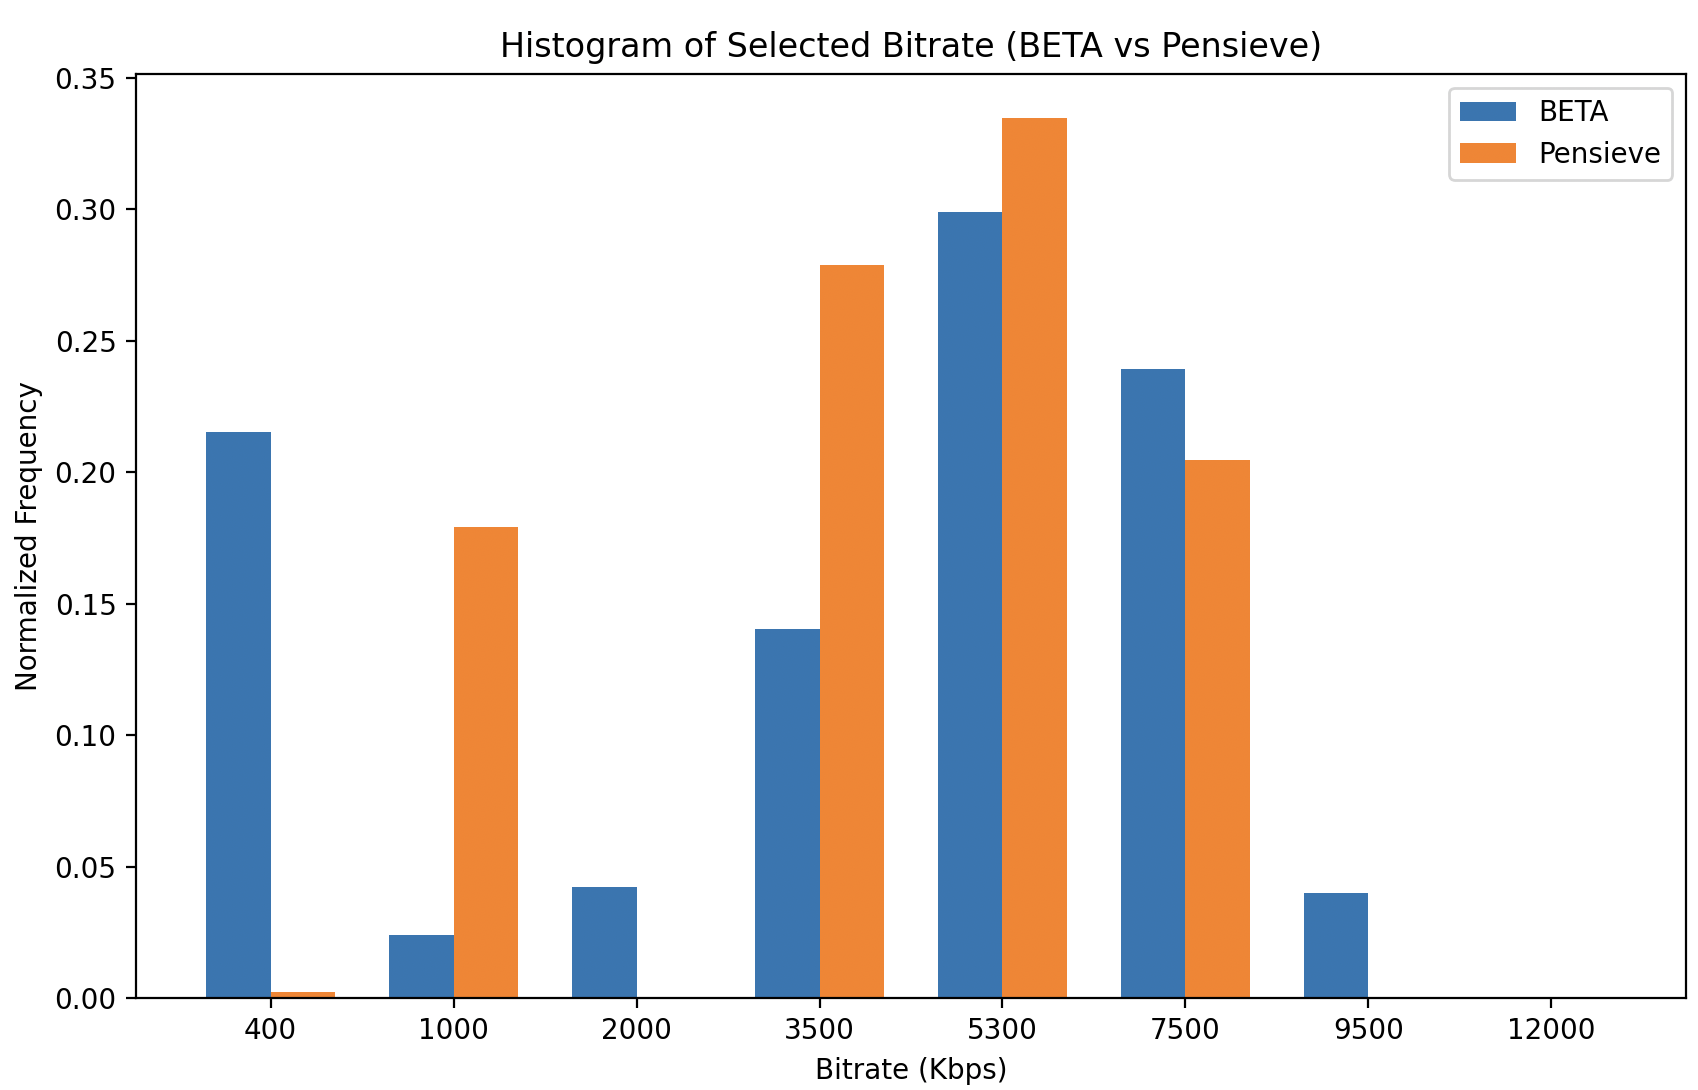 Histogram of Selected Bitrate (BETA vs Pensieve)
BETA
Pensieve
Normalized Frequency
0.35
0.30
0.25
0.20
0.15
0.10
0.05
0.00
400 1000 2000 3500 5300 7500 9500 12000
Bitrate (Kbps)